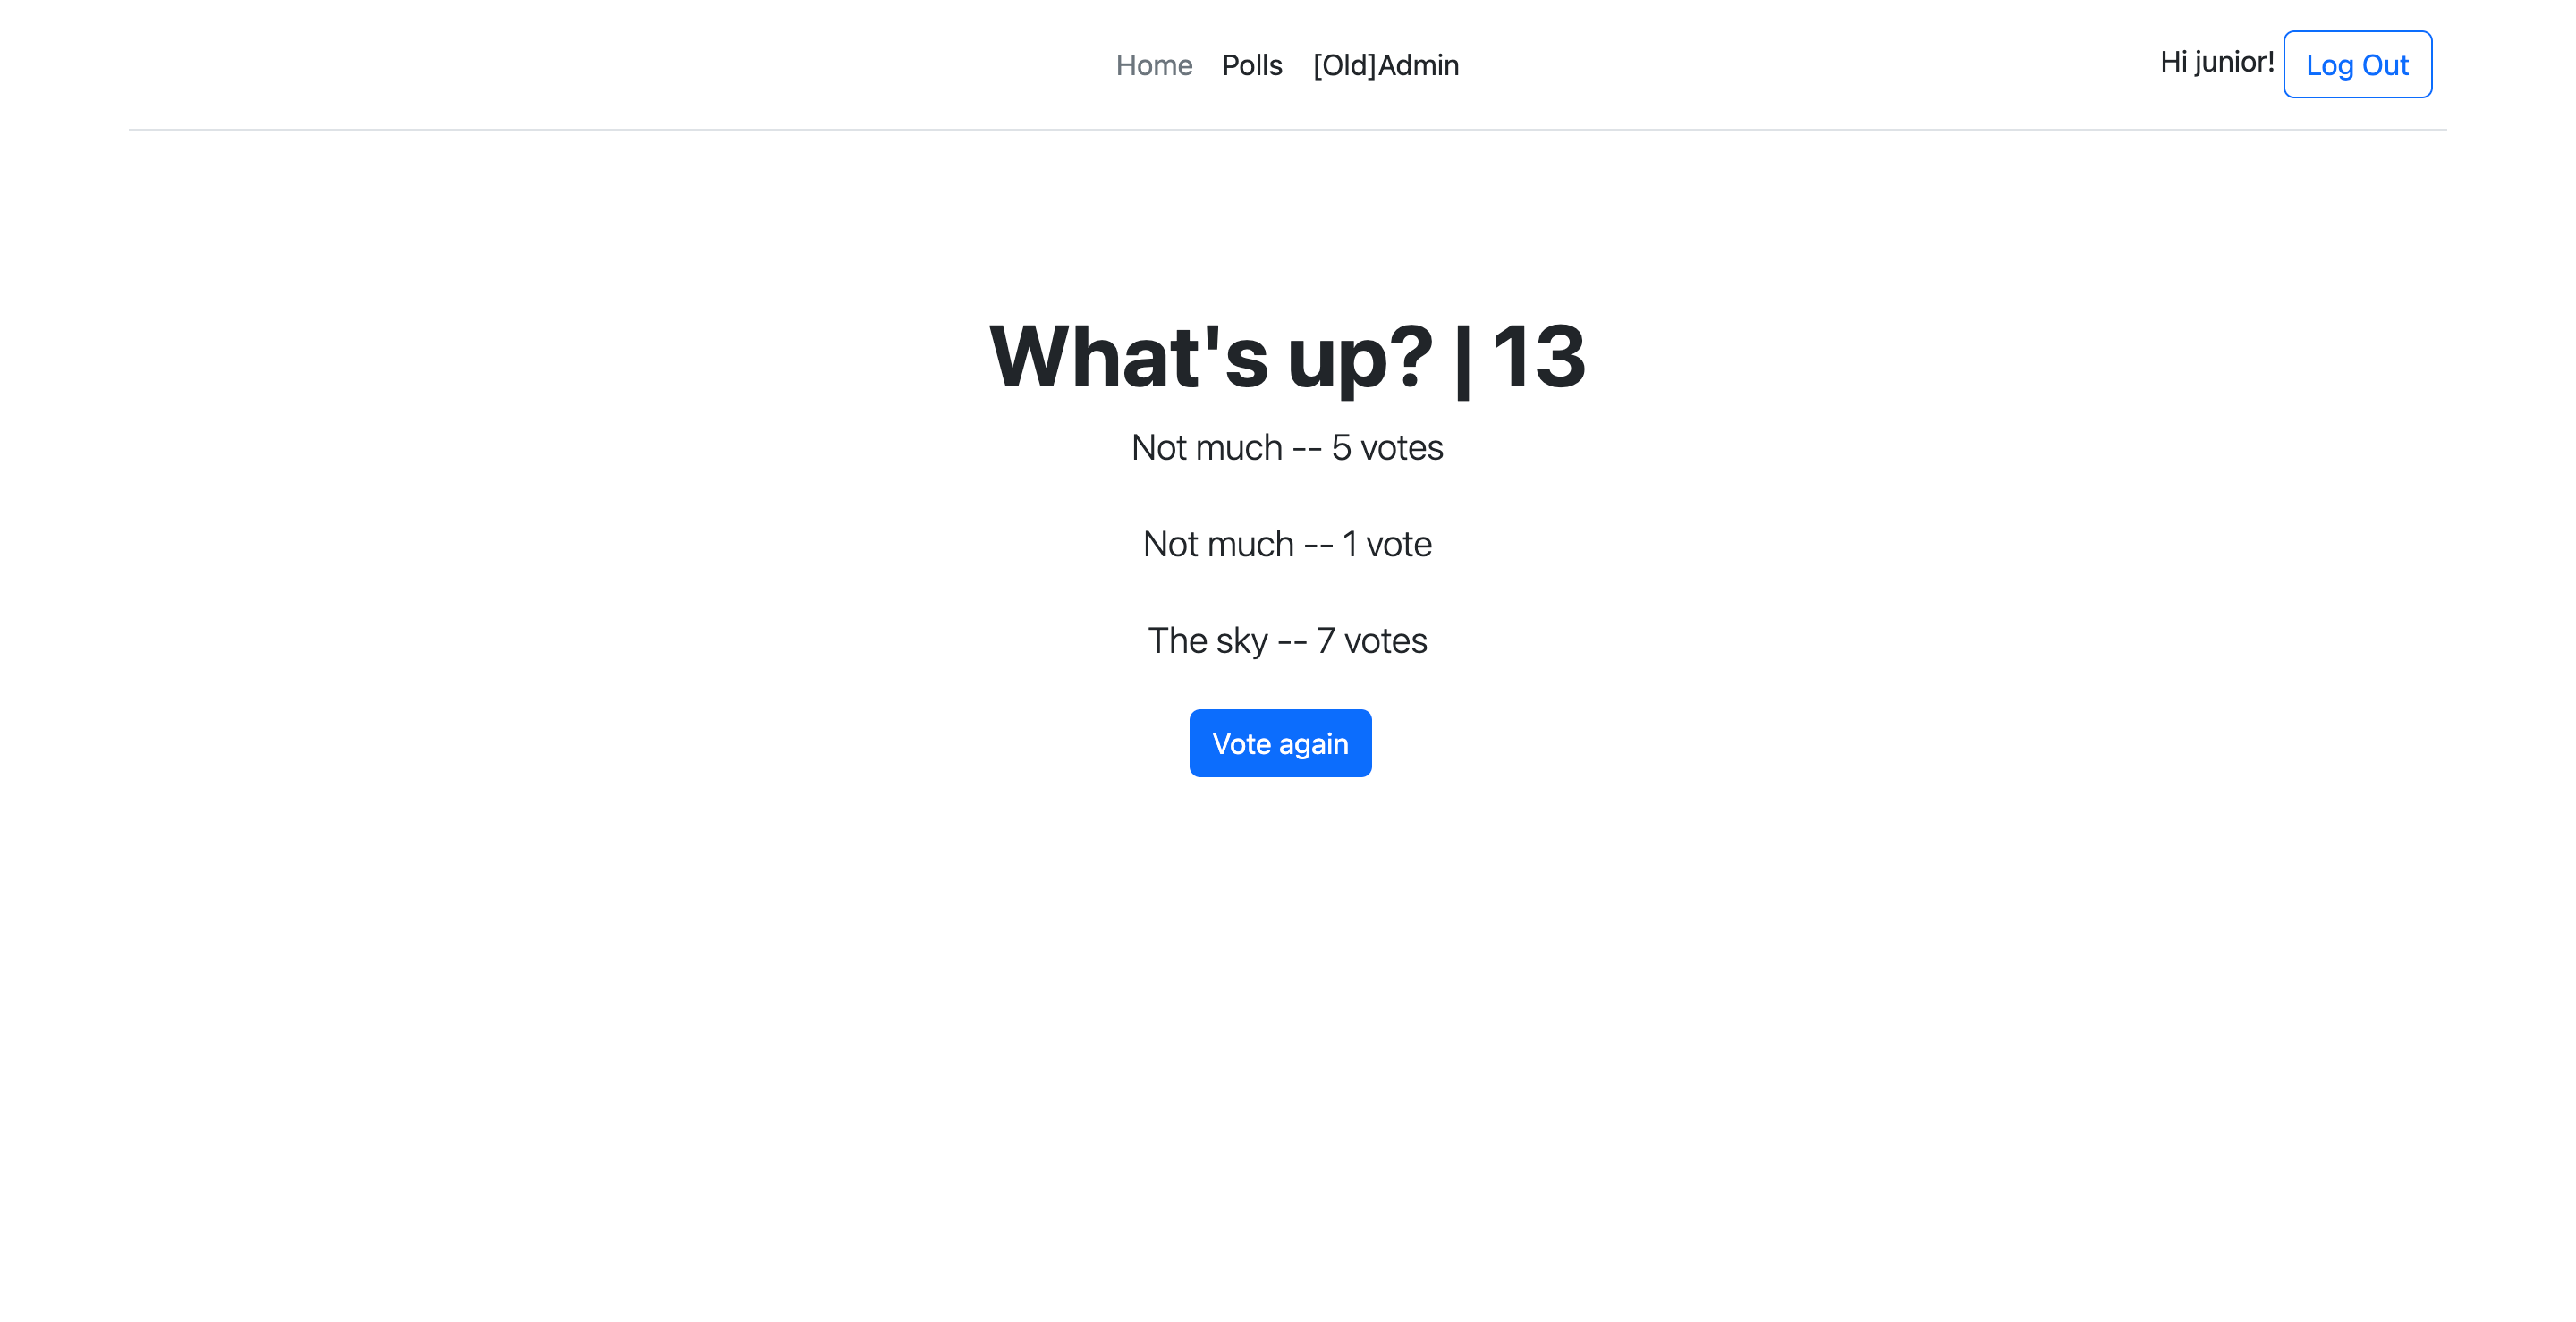 Home Polls [Old]Admin Hi junior! Log Out
What's up? | 13
Not much -- 5 votes
Not much -- 1 vote
The sky -- 7 votes
Vote again